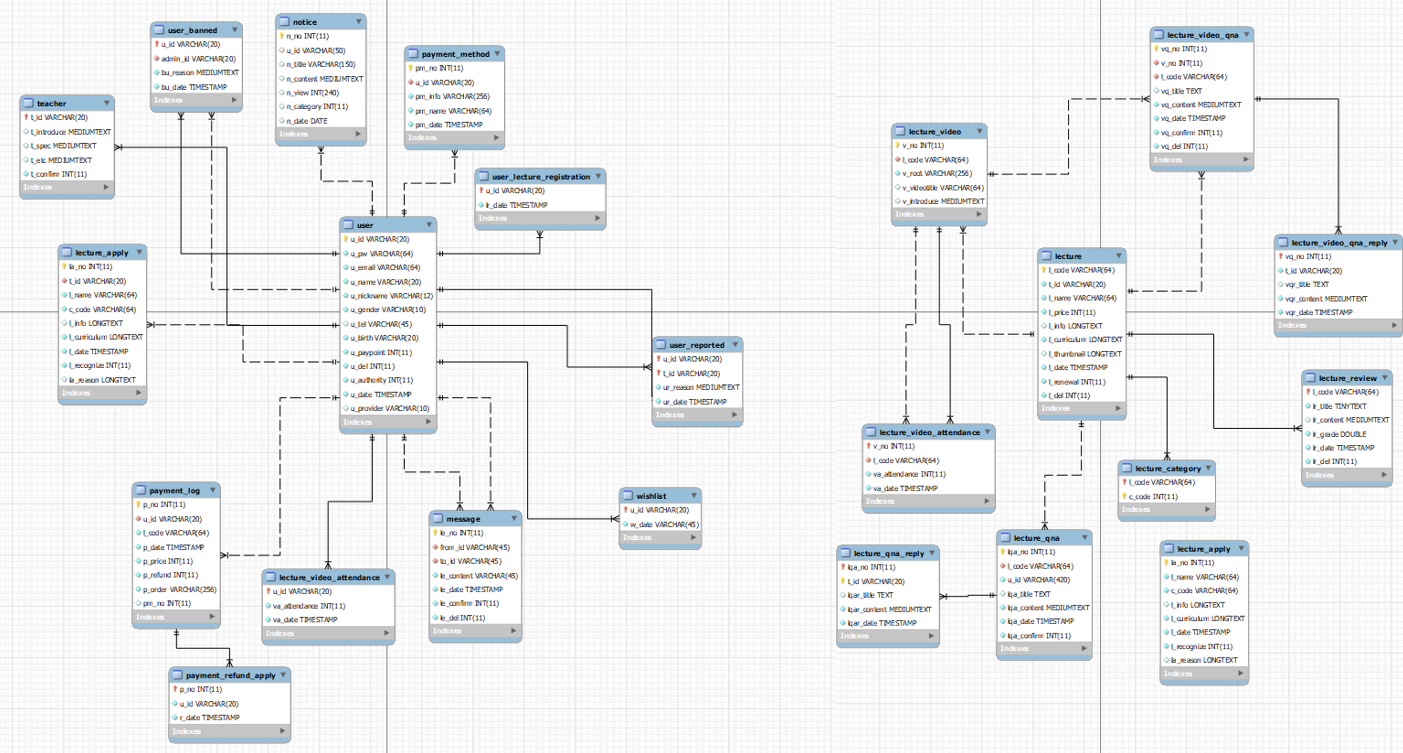 user_banned
u_id VARCHAR(20)
admin_id VARCHAR(20)
bu_reason MEDIUMTEXT
bu_date TIMESTAMP
Indexes
notice
n_no INT(11)
u_id VARCHAR(50)
n_title VARCHAR(150)
n_content MEDIUMTEXT
n_view INT(240)
n_category INT(11)
n_date DATE
Indexes
payment_method
pm_no INT(11)
u_id VARCHAR(20)
pm_info VARCHAR(256)
pm_name VARCHAR(64)
pm_date TIMESTAMP
Indexes
teacher
t_id VARCHAR(20)
t_introduce MEDIUMTEXT
t_spec MEDIUMTEXT
t_etc MEDIUMTEXT
t_confirm INT(11)
Indexes
user_lecture_registration
u_id VARCHAR(20)
lr_date TIMESTAMP
Indexes
user
u_id VARCHAR(20)
u_pw VARCHAR(64)
u_email VARCHAR(64)
u_name VARCHAR(20)
u_nickname VARCHAR(12)
u_gender VARCHAR(10)
u_tel VARCHAR(45)
u_birth VARCHAR(20)
u_paypoint INT(11)
u_del INT(11)
u_authority INT(11)
u_date TIMESTAMP
u_provider VARCHAR(10)
Indexes
lecture_apply
la_no INT(11)
t_id VARCHAR(20)
l_name VARCHAR(64)
c_code VARCHAR(64)
l_info LONGTEXT
l_curriculum LONGTEXT
l_date TIMESTAMP
l_recognize INT(11)
la_reason LONGTEXT
Indexes
user_reported
u_id VARCHAR(20)
t_id VARCHAR(20)
ur_reason MEDIUMTEXT
ur_date TIMESTAMP
Indexes
payment_log
p_no INT(11)
u_id VARCHAR(20)
l_code VARCHAR(64)
p_date TIMESTAMP
p_price INT(11)
p_refund INT(11)
p_order VARCHAR(256)
pm_no INT(11)
Indexes
wishlist
u_id VARCHAR(20)
w_date VARCHAR(45)
Indexes
message
le_no INT(11)
from_id VARCHAR(45)
to_id VARCHAR(45)
le_content VARCHAR(45)
le_date TIMESTAMP
le_confirm INT(11)
le_del INT(11)
Indexes
lecture_video_attendance
u_id VARCHAR(20)
va_attendance INT(11)
va_date TIMESTAMP
Indexes
payment_refund_apply
p_no INT(11)
u_id VARCHAR(20)
r_date TIMESTAMP
Indexes
lecture_video_qna
vq_no INT(11)
v_no INT(11)
l_code VARCHAR(64)
vq_title TEXT
vq_content MEDIUMTEXT
vq_date TIMESTAMP
vq_confirm INT(11)
vq_del INT(11)
Indexes
lecture_video
v_no INT(11)
l_code VARCHAR(64)
v_root VARCHAR(256)
v_videotitle VARCHAR(64)
v_introduce MEDIUMTEXT
Indexes
lecture_video_qna_reply
vq_no INT(11)
t_id VARCHAR(20)
vqr_title TEXT
vqr_content MEDIUMTEXT
vqr_date TIMESTAMP
Indexes
lecture
l_code VARCHAR(64)
t_id VARCHAR(20)
l_name VARCHAR(64)
l_price INT(11)
l_info LONGTEXT
l_curriculum LONGTEXT
l_thumbnail LONGTEXT
l_date TIMESTAMP
l_renewal INT(11)
l_del INT(11)
Indexes
lecture_review
l_code VARCHAR(64)
lr_title TINYTEXT
lr_content MEDIUMTEXT
lr_grade DOUBLE
lr_date TIMESTAMP
lr_del INT(11)
Indexes
lecture_video_attendance
v_no INT(11)
l_code VARCHAR(64)
va_attendance INT(11)
va_date TIMESTAMP
Indexes
lecture_category
l_code VARCHAR(64)
c_code INT(11)
Indexes
lecture_qna_reply
lqa_no INT(11)
t_id VARCHAR(20)
lqar_title TEXT
lqar_content MEDIUMTEXT
lqar_date TIMESTAMP
Indexes
lecture_qna
lqa_no INT(11)
l_code VARCHAR(64)
u_id VARCHAR(420)
lqa_title TEXT
lqa_content MEDIUMTEXT
lqa_date TIMESTAMP
lqa_confirm INT(11)
Indexes
lecture_apply
la_no INT(11)
l_name VARCHAR(64)
c_code VARCHAR(64)
l_info LONGTEXT
l_curriculum LONGTEXT
l_date TIMESTAMP
l_recognize INT(11)
la_reason LONGTEXT
Indexes